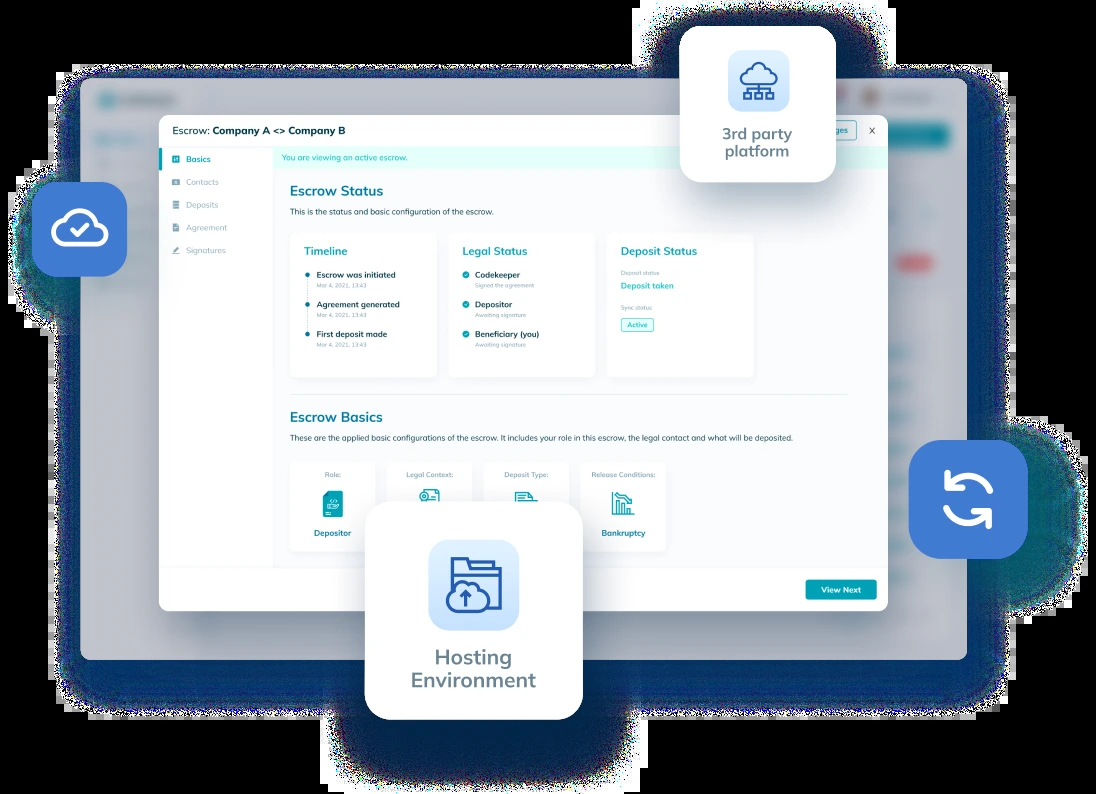 3rd party
platform
Escrow: Company A <> Company B
ges
X
Basics
Contacts
Deposits
Agreement
Signatures
You are viewing an active escrow.
Escrow Status
This is the status and basic configuration of the escrow.
Timeline
Escrow was initiated
Mar 4, 2021, 13:43
Agreement generated
Mar 4, 2021, 13:43
First deposit made
Mar 4, 2021, 13:43
Legal Status
Codekeeper
Signed the agreement
Depositor
Awaiting signature
Beneficiary (you)
Awaiting signature
Deposit Status
Deposit status
Deposit taken
Sync status
Active
Escrow Basics
These are the applied basic configurations of the escrow. It includes your role in this escrow, the legal contact and what will be deposited.
Role:
Depositor
Legal Context:
Deposit Type:
Release Conditions:
Bankruptcy
Hosting
Environment
View Next